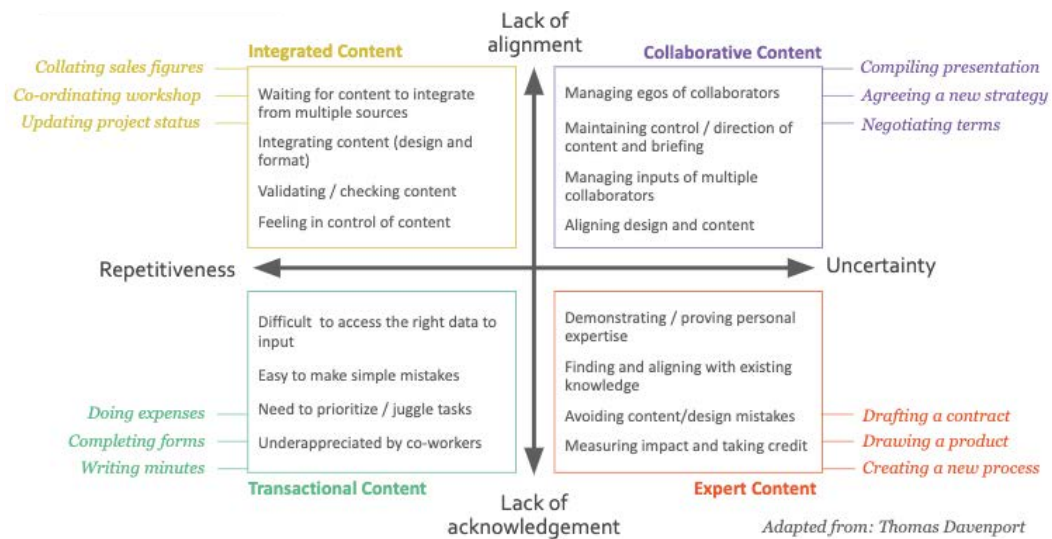 Lack of
alignment
Integrated Content
Collaborative Content
Collating sales figures
Co-ordinating workshop
Updating project status
Waiting for content to integrate
from multiple sources
Integrating content (design and
format)
Validating / checking content
Feeling in control of content
Managing egos of collaborators
Maintaining control / direction of
content and briefing
Managing inputs of multiple
collaborators
Aligning design and content
Compiling presentation
Agreeing a new strategy
Negotiating terms
Repetitiveness
Uncertainty
Difficult to access the right data to
input
Easy to make simple mistakes
Need to prioritize / juggle tasks
Underappreciated by co-workers
Doing expenses
Completing forms
Writing minutes
Transactional Content
Demonstrating / proving personal
expertise
Finding and aligning with existing
knowledge
Avoiding content/design mistakes
Measuring impact and taking credit
Drafting a contract
Drawing a product
Creating a new process
Expert Content
Lack of
acknowledgement
Adapted from: Thomas Davenport